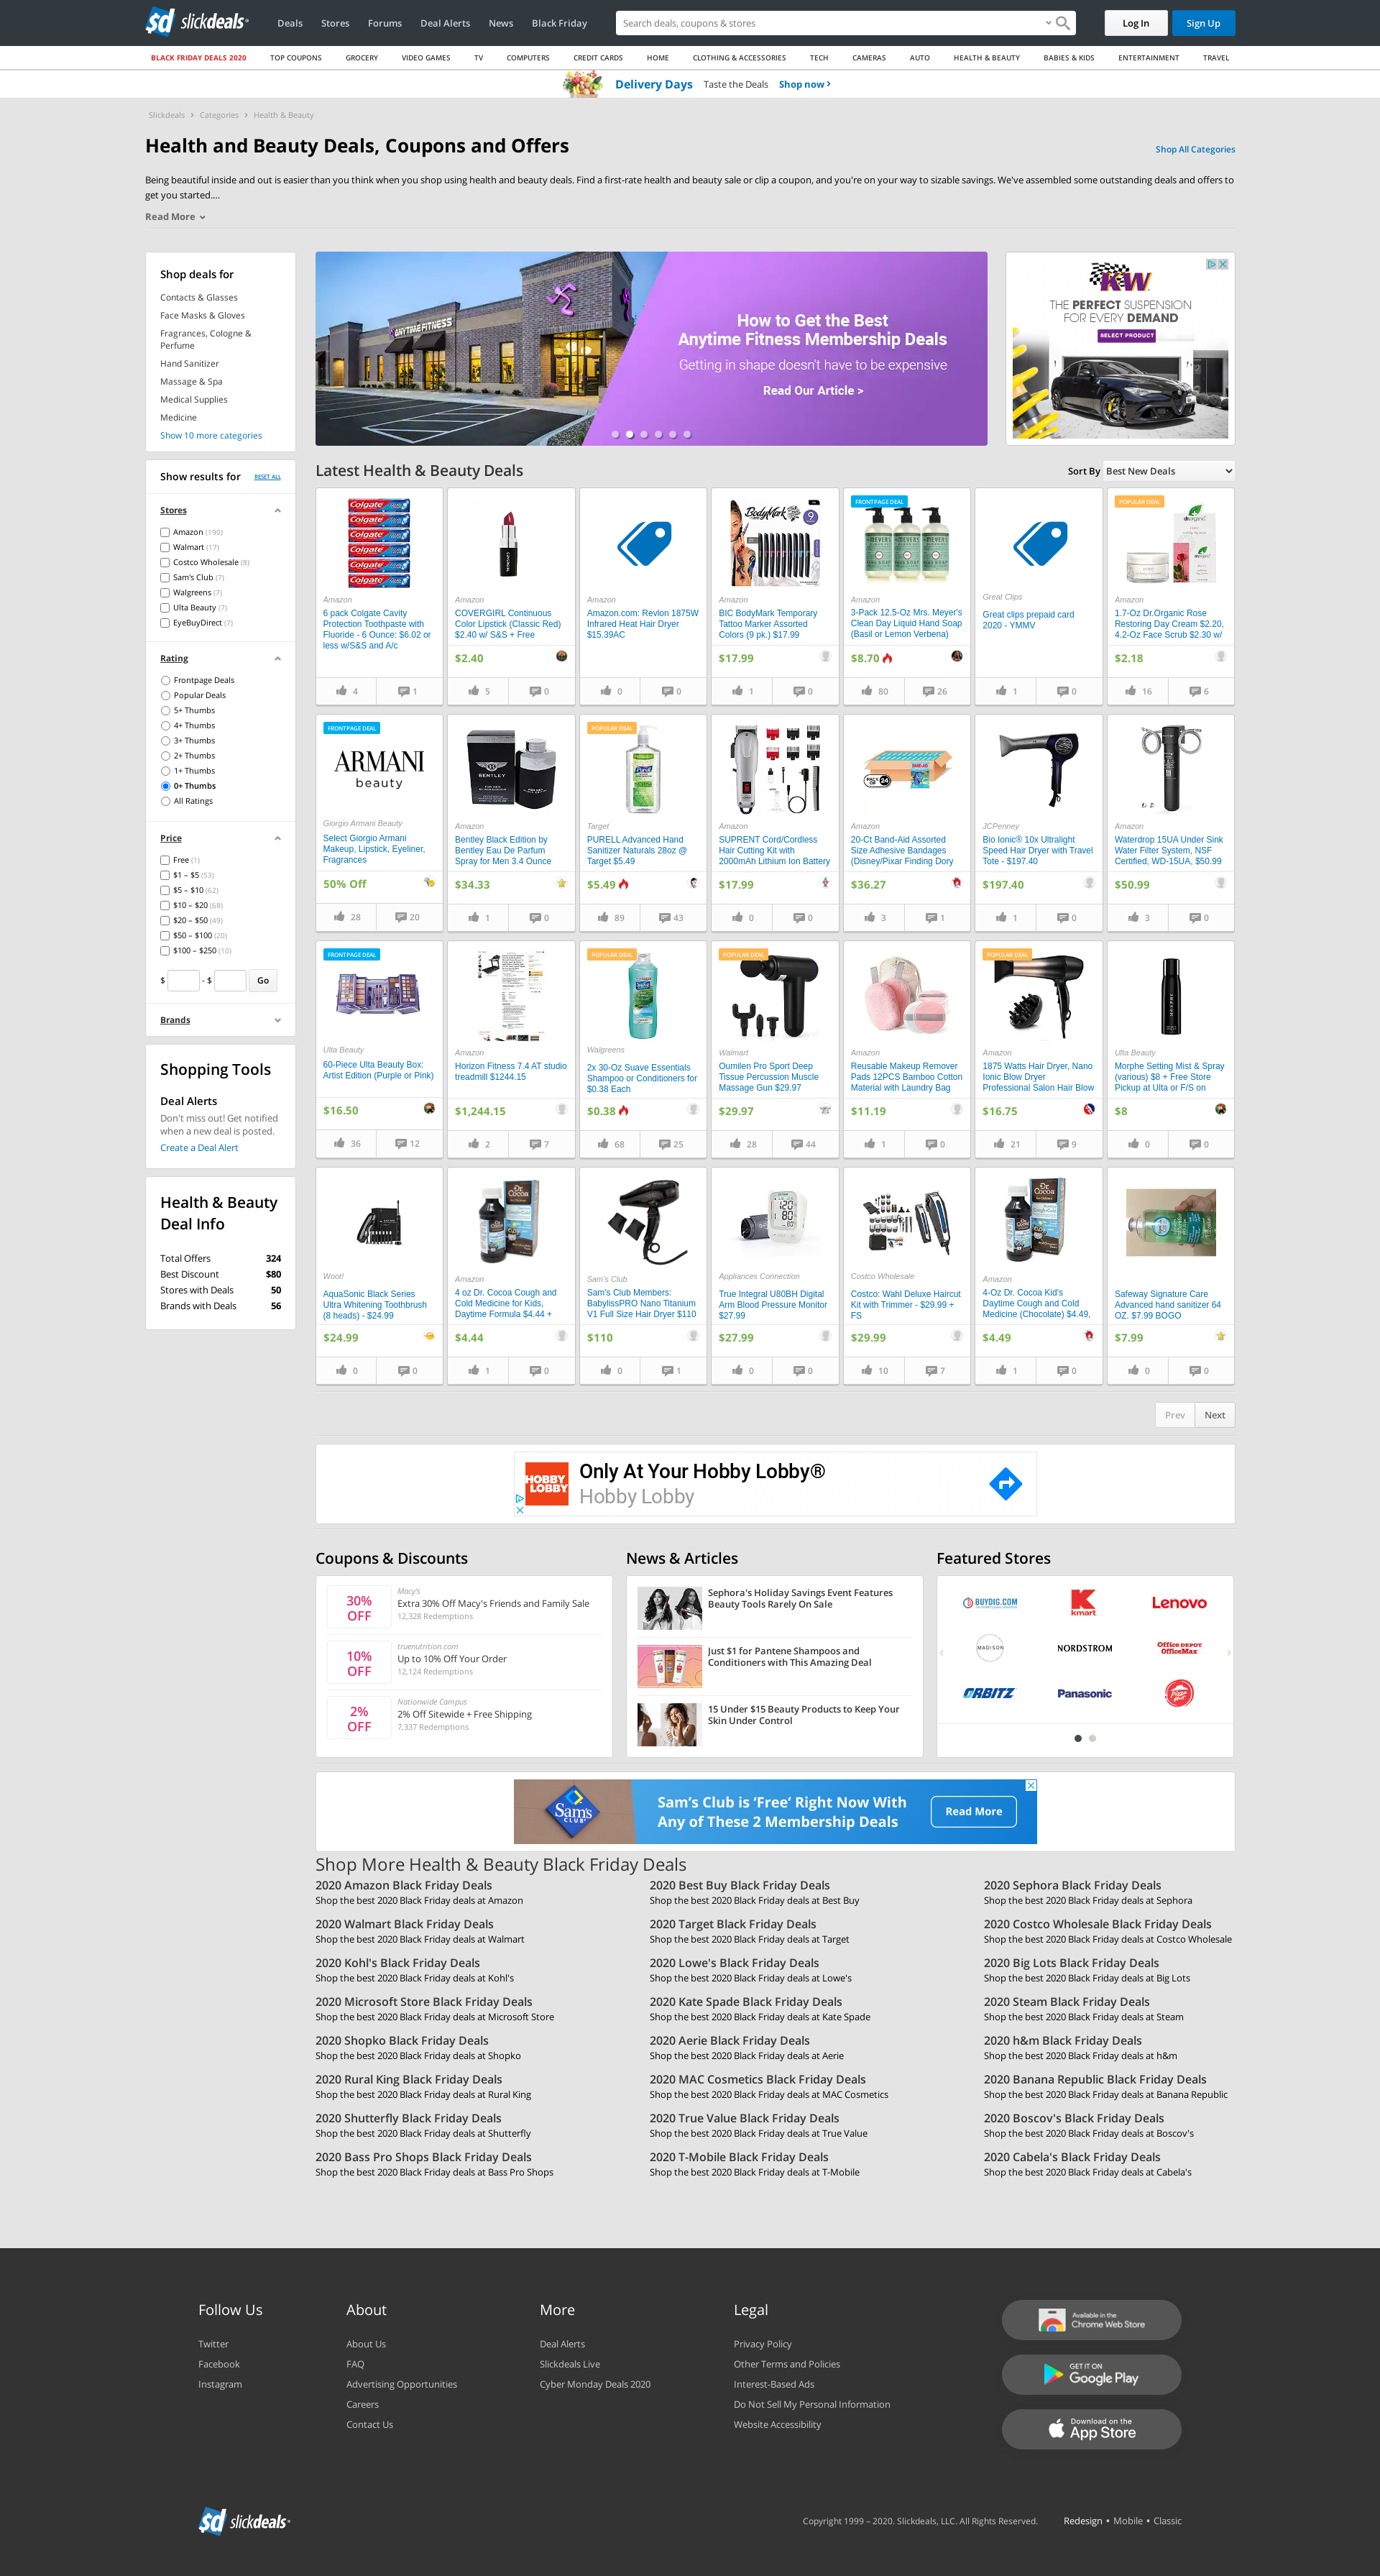 slickdeals
Deals
Stores
Forums
Deal Alerts
News
Black Friday
Search deals, coupons & stores
Log In
Sign Up
BLACK FRIDAY DEALS 2020
TOP COUPONS
GROCERY
VIDEO GAMES
TV
COMPUTERS
CREDIT CARDS
HOME
CLOTHING & ACCESSORIES
TECH
CAMERAS
AUTO
HEALTH & BEAUTY
BABIES & KIDS
ENTERTAINMENT
TRAVEL
Delivery Days Taste the Deals Shop now
Slickdeals > Categories > Health & Beauty
Health and Beauty Deals, Coupons and Offers
Shop All Categories
Being beautiful inside and out is easier than you think when you shop using health and beauty deals. Find a first-rate health and beauty sale or clip a coupon, and you're on your way to sizable savings. We've assembled some outstanding deals and offers to
get you started....
Read More
Shop deals for
Contacts & Glasses
Face Masks & Gloves
Fragrances, Cologne &
Perfume
Hand Sanitizer
Massage & Spa
Medical Supplies
Medicine
Show 10 more categories
ANYTIME FITNESS
How to Get the Best
Anytime Fitness Membership Deals
Getting in shape doesn't have to be expensive
Read Our Article >
KW
THE PERFECT SUSPENSION
FOR EVERY DEMAND
SELECT PRODUCT
Show results for RESET ALL
Stores
Amazon (190)
Walmart (17)
Costco Wholesale (8)
Sam's Club (7)
Walgreens (7)
Ulta Beauty (7)
EyeBuyDirect (7)
Rating
Frontpage Deals
Popular Deals
5+ Thumbs
4+ Thumbs
3+ Thumbs
2+ Thumbs
1+ Thumbs
0+ Thumbs
All Ratings
Price
Free (1)
$1 – $5 (53)
$5 – $10 (62)
$10 – $20 (68)
$20 – $50 (49)
$50 – $100 (20)
$100 – $250 (10)
$ - $ Go
Brands
Shopping Tools
Deal Alerts
Don't miss out! Get notified
when a new deal is posted.
Create a Deal Alert
Health & Beauty
Deal Info
Total Offers 324
Best Discount $80
Stores with Deals 50
Brands with Deals 56
Latest Health & Beauty Deals
Sort By Best New Deals
Amazon
6 pack Colgate Cavity
Protection Toothpaste with
Fluoride - 6 Ounce: $6.02 or
less w/S&S and A/c
4 1
Amazon
COVERGIRL Continuous
Color Lipstick (Classic Red)
$2.40 w/ S&S + Free
$2.40
5 0
Amazon
Amazon.com: Revlon 1875W
Infrared Heat Hair Dryer
$15.39AC
0 0
Amazon
BIC BodyMark Temporary
Tattoo Marker Assorted
Colors (9 pk.) $17.99
$17.99
1 0
FRONTPAGE DEAL
Amazon
3-Pack 12.5-Oz Mrs. Meyer's
Clean Day Liquid Hand Soap
(Basil or Lemon Verbena)
$8.70
80 26
Great Clips
Great clips prepaid card
2020 - YMMV
1 0
POPULAR DEAL
Amazon
1.7-Oz Dr.Organic Rose
Restoring Day Cream $2.20,
4.2-Oz Face Scrub $2.30 w/
$2.18
16 6
FRONTPAGE DEAL
ARMANI
beauty
Giorgio Armani Beauty
Select Giorgio Armani
Makeup, Lipstick, Eyeliner,
Fragrances
50% Off
28 20
Amazon
Bentley Black Edition by
Bentley Eau De Parfum
Spray for Men 3.4 Ounce
$34.33
1 0
POPULAR DEAL
Target
PURELL Advanced Hand
Sanitizer Naturals 28oz @
Target $5.49
$5.49
89 43
Amazon
SUPRENT Cord/Cordless
Hair Cutting Kit with
2000mAh Lithium Ion Battery
$17.99
0 0
PACK OF 24
Amazon
20-Ct Band-Aid Assorted
Size Adhesive Bandages
(Disney/Pixar Finding Dory
$36.27
3 1
JCPenney
Bio Ionic® 10x Ultralight
Speed Hair Dryer with Travel
Tote - $197.40
$197.40
1 0
Amazon
Waterdrop 15UA Under Sink
Water Filter System, NSF
Certified, WD-15UA, $50.99
$50.99
3 0
FRONTPAGE DEAL
Ulta Beauty
60-Piece Ulta Beauty Box:
Artist Edition (Purple or Pink)
$16.50
36 12
Amazon
Horizon Fitness 7.4 AT studio
treadmill $1244.15
$1,244.15
2 7
POPULAR DEAL
Walgreens
2x 30-Oz Suave Essentials
Shampoo or Conditioners for
$0.38 Each
$0.38
68 25
POPULAR DEAL
Walmart
Oumilen Pro Sport Deep
Tissue Percussion Muscle
Massage Gun $29.97
$29.97
28 44
Amazon
Reusable Makeup Remover
Pads 12PCS Bamboo Cotton
Material with Laundry Bag
$11.19
1 0
POPULAR DEAL
Amazon
1875 Watts Hair Dryer, Nano
Ionic Blow Dryer
Professional Salon Hair Blow
$16.75
21 9
Ulta Beauty
Morphe Setting Mist & Spray
(various) $8 + Free Store
Pickup at Ulta or F/S on
$8
0 0
Woot!
AquaSonic Black Series
Ultra Whitening Toothbrush
(8 heads) - $24.99
$24.99
0 0
Amazon
4 oz Dr. Cocoa Cough and
Cold Medicine for Kids,
Daytime Formula $4.44 +
$4.44
1 0
Sam's Club
Sam's Club Members:
BabylissPRO Nano Titanium
V1 Full Size Hair Dryer $110
$110
0 1
Appliances Connection
True Integral U80BH Digital
Arm Blood Pressure Monitor
$27.99
$27.99
0 0
Costco Wholesale
Costco: Wahl Deluxe Haircut
Kit with Trimmer - $29.99 +
FS
$29.99
10 7
Amazon
4-Oz Dr. Cocoa Kid's
Daytime Cough and Cold
Medicine (Chocolate) $4.49,
$4.49
1 0
Safeway Signature Care
Advanced hand sanitizer 64
OZ. $7.99 BOGO
$7.99
0 0
Prev Next
HOBBY LOBBY
Only At Your Hobby Lobby®
Hobby Lobby
Coupons & Discounts
30% OFF
Macy's
Extra 30% Off Macy's Friends and Family Sale
12,328 Redemptions
10% OFF
truenutrition.com
Up to 10% Off Your Order
12,124 Redemptions
2% OFF
Nationwide Campus
2% Off Sitewide + Free Shipping
7,337 Redemptions
News & Articles
Sephora's Holiday Savings Event Features
Beauty Tools Rarely On Sale
Just $1 for Pantene Shampoos and
Conditioners with This Amazing Deal
15 Under $15 Beauty Products to Keep Your
Skin Under Control
Featured Stores
BUYDIG.COM
kmart
Lenovo
MADISON
NORDSTROM
Office DEPOT
OfficeMax
ORBITZ
Panasonic
Pizza Hut
Sam's CLUB
Sam's Club is ‘Free’ Right Now With
Any of These 2 Membership Deals
Read More
Shop More Health & Beauty Black Friday Deals
2020 Amazon Black Friday Deals
Shop the best 2020 Black Friday deals at Amazon
2020 Best Buy Black Friday Deals
Shop the best 2020 Black Friday deals at Best Buy
2020 Sephora Black Friday Deals
Shop the best 2020 Black Friday deals at Sephora
2020 Walmart Black Friday Deals
Shop the best 2020 Black Friday deals at Walmart
2020 Target Black Friday Deals
Shop the best 2020 Black Friday deals at Target
2020 Costco Wholesale Black Friday Deals
Shop the best 2020 Black Friday deals at Costco Wholesale
2020 Kohl's Black Friday Deals
Shop the best 2020 Black Friday deals at Kohl's
2020 Lowe's Black Friday Deals
Shop the best 2020 Black Friday deals at Lowe's
2020 Big Lots Black Friday Deals
Shop the best 2020 Black Friday deals at Big Lots
2020 Microsoft Store Black Friday Deals
Shop the best 2020 Black Friday deals at Microsoft Store
2020 Kate Spade Black Friday Deals
Shop the best 2020 Black Friday deals at Kate Spade
2020 Steam Black Friday Deals
Shop the best 2020 Black Friday deals at Steam
2020 Shopko Black Friday Deals
Shop the best 2020 Black Friday deals at Shopko
2020 Aerie Black Friday Deals
Shop the best 2020 Black Friday deals at Aerie
2020 h&m Black Friday Deals
Shop the best 2020 Black Friday deals at h&m
2020 Rural King Black Friday Deals
Shop the best 2020 Black Friday deals at Rural King
2020 MAC Cosmetics Black Friday Deals
Shop the best 2020 Black Friday deals at MAC Cosmetics
2020 Banana Republic Black Friday Deals
Shop the best 2020 Black Friday deals at Banana Republic
2020 Shutterfly Black Friday Deals
Shop the best 2020 Black Friday deals at Shutterfly
2020 True Value Black Friday Deals
Shop the best 2020 Black Friday deals at True Value
2020 Boscov's Black Friday Deals
Shop the best 2020 Black Friday deals at Boscov's
2020 Bass Pro Shops Black Friday Deals
Shop the best 2020 Black Friday deals at Bass Pro Shops
2020 T-Mobile Black Friday Deals
Shop the best 2020 Black Friday deals at T-Mobile
2020 Cabela's Black Friday Deals
Shop the best 2020 Black Friday deals at Cabela's
Follow Us
Twitter
Facebook
Instagram
About
About Us
FAQ
Advertising Opportunities
Careers
Contact Us
More
Deal Alerts
Slickdeals Live
Cyber Monday Deals 2020
Legal
Privacy Policy
Other Terms and Policies
Interest-Based Ads
Do Not Sell My Personal Information
Website Accessibility
Available in the
Chrome Web Store
GET IT ON
Google Play
Download on the
App Store
slickdeals
Copyright 1999 – 2020. Slickdeals, LLC. All Rights Reserved.
Redesign • Mobile • Classic